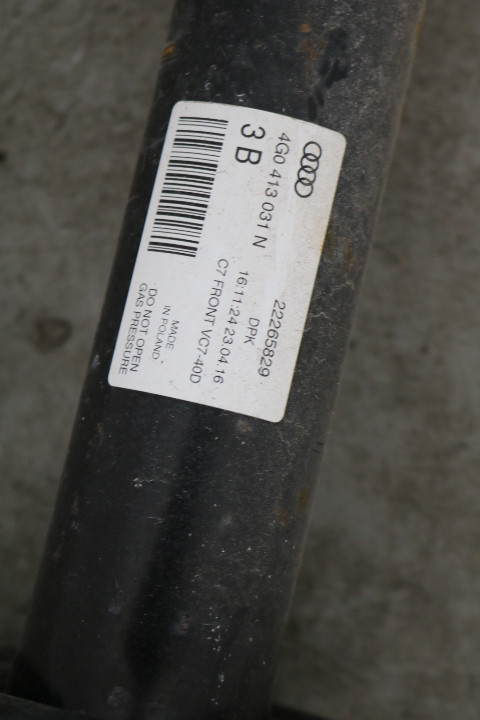 4G0 413 031 N
3 B
22265829
DPK
16:11:24 23.04.16
C7 FRONT VC7-40D
MADE
IN POLAND
"DO NOT OPEN
GAS PRESSURE"